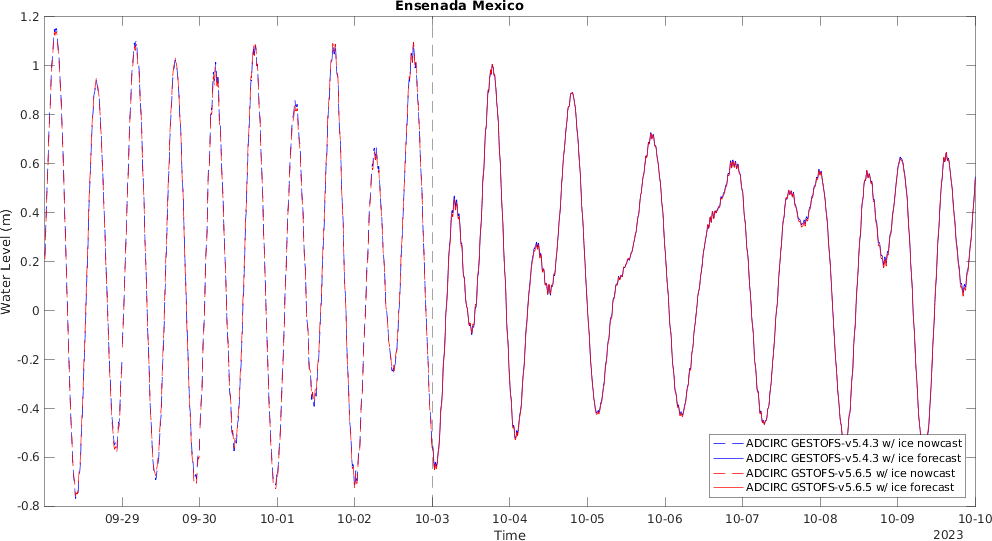 Ensenada Mexico
1.2
1
0.8
0.6
0.4
0.2
0
-0.2
-0.4
-0.6
-0.8
Water Level (m)
ADCIRC GESTOFS-v5.4.3 w/ ice nowcast
ADCIRC GESTOFS-v5.4.3 w/ ice forecast
ADCIRC GSTOFS-v5.6.5 w/ ice nowcast
ADCIRC GSTOFS-v5.6.5 w/ ice forecast
09-29 09-30 10-01 10-02 10-03 10-04 10-05 10-06 10-07 10-08 10-09 10-10
Time
2023